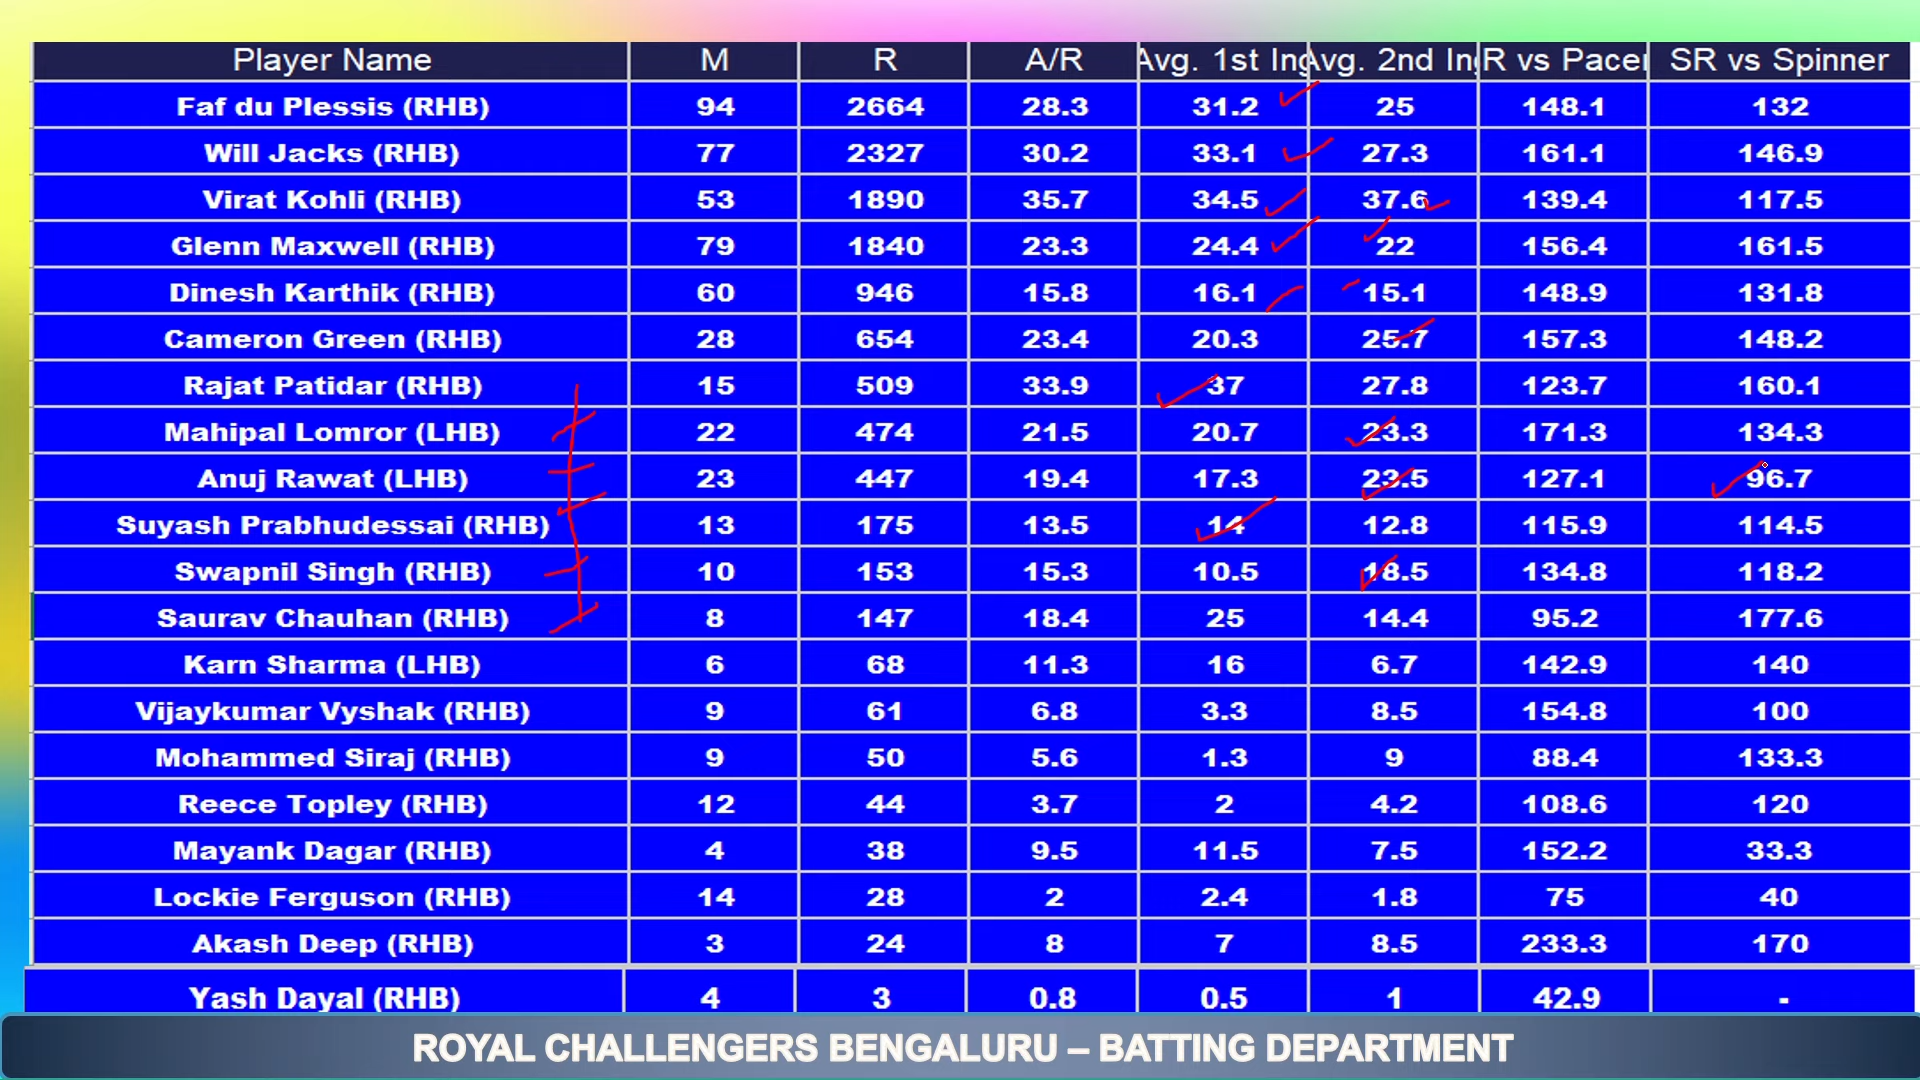 Player Name M R A/R Avg. 1st Ing Avg. 2nd Ing R vs Pacer SR vs Spinner
Faf du Plessis (RHB) 94 2664 28.3 31.2 25 148.1 132
Will Jacks (RHB) 77 2327 30.2 33.1 27.3 161.1 146.9
Virat Kohli (RHB) 53 1890 35.7 34.5 37.6 139.4 117.5
Glenn Maxwell (RHB) 79 1840 23.3 24.4 22 156.4 161.5
Dinesh Karthik (RHB) 60 946 15.8 16.1 15.1 148.9 131.8
Cameron Green (RHB) 28 654 23.4 20.3 25.7 157.3 148.2
Rajat Patidar (RHB) 15 509 33.9 37 27.8 123.7 160.1
Mahipal Lomror (LHB) 22 474 21.5 20.7 23.3 171.3 134.3
Anuj Rawat (LHB) 23 447 19.4 17.3 23.5 127.1 96.7
Suyash Prabhudessai (RHB) 13 175 13.5 14 12.8 115.9 114.5
Swapnil Singh (RHB) 10 153 15.3 10.5 18.5 134.8 118.2
Saurav Chauhan (RHB) 8 147 18.4 25 14.4 95.2 177.6
Karn Sharma (LHB) 6 68 11.3 16 6.7 142.9 140
Vijaykumar Vyshak (RHB) 9 61 6.8 3.3 8.5 154.8 100
Mohammed Siraj (RHB) 9 50 5.6 1.3 9 88.4 133.3
Reece Topley (RHB) 12 44 3.7 2 4.2 108.6 120
Mayank Dagar (RHB) 4 38 9.5 11.5 7.5 152.2 33.3
Lockie Ferguson (RHB) 14 28 2 2.4 1.8 75 40
Akash Deep (RHB) 3 24 8 7 8.5 233.3 170
Yash Dayal (RHB) 4 3 0.8 0.5 1 42.9 -
ROYAL CHALLENGERS BENGALURU – BATTING DEPARTMENT